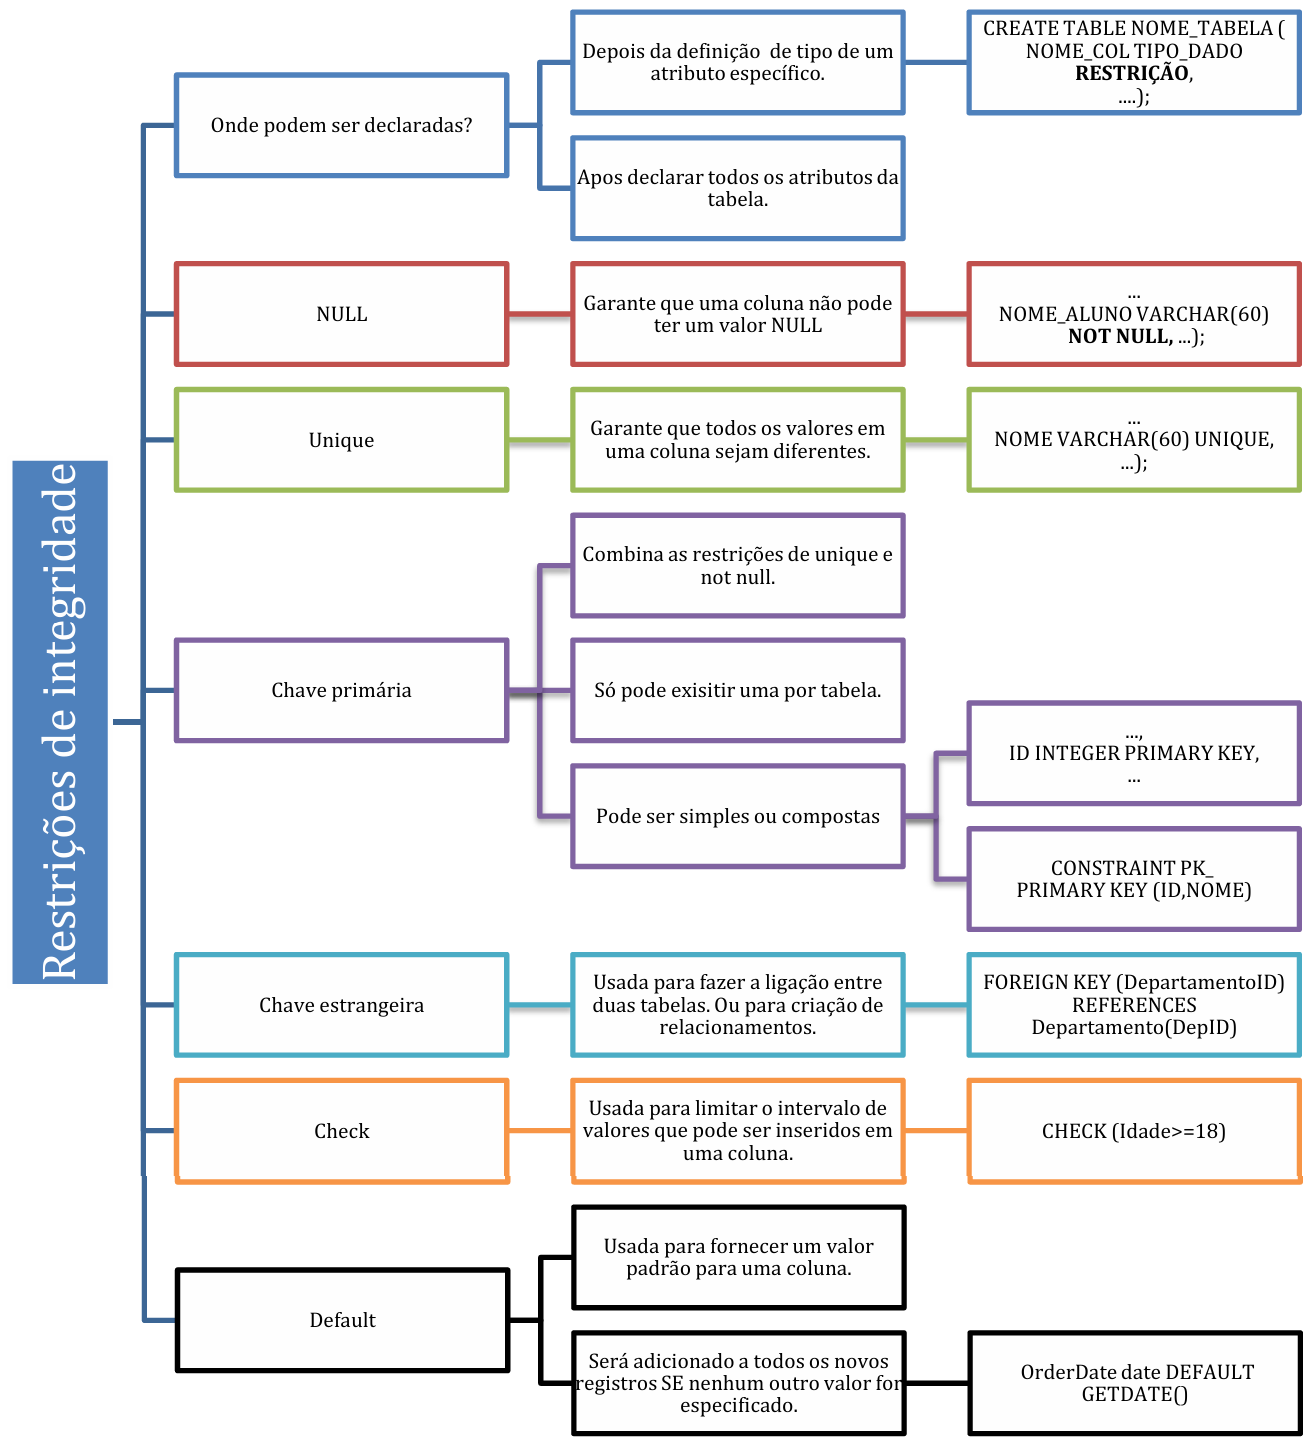 Restrições de integridade
Onde podem ser declaradas?
Depois da definição de tipo de um
atributo específico.
CREATE TABLE NOME_TABELA (
NOME_COL TIPO_DADO
RESTRIÇÃO,
....);
Apos declarar todos os atributos da
tabela.
NULL
Garante que uma coluna não pode
ter um valor NULL
...
NOME_ALUNO VARCHAR(60)
NOT NULL, ...);
Unique
Garante que todos os valores em
uma coluna sejam diferentes.
...
NOME VARCHAR(60) UNIQUE,
...);
Chave primária
Combina as restrições de unique e
not null.
Só pode exisitir uma por tabela.
Pode ser simples ou compostas
...,
ID INTEGER PRIMARY KEY,
...
CONSTRAINT PK_
PRIMARY KEY (ID,NOME)
Chave estrangeira
Usada para fazer a ligação entre
duas tabelas. Ou para criação de
relacionamentos.
FOREIGN KEY (DepartamentoID)
REFERENCES
Departamento(DepID)
Check
Usada para limitar o intervalo de
valores que pode ser inseridos em
uma coluna.
CHECK (Idade>=18)
Default
Usada para fornecer um valor
padrão para uma coluna.
Será adicionado a todos os novos
registros SE nenhum outro valor for
especificado.
OrderDate date DEFAULT
GETDATE()